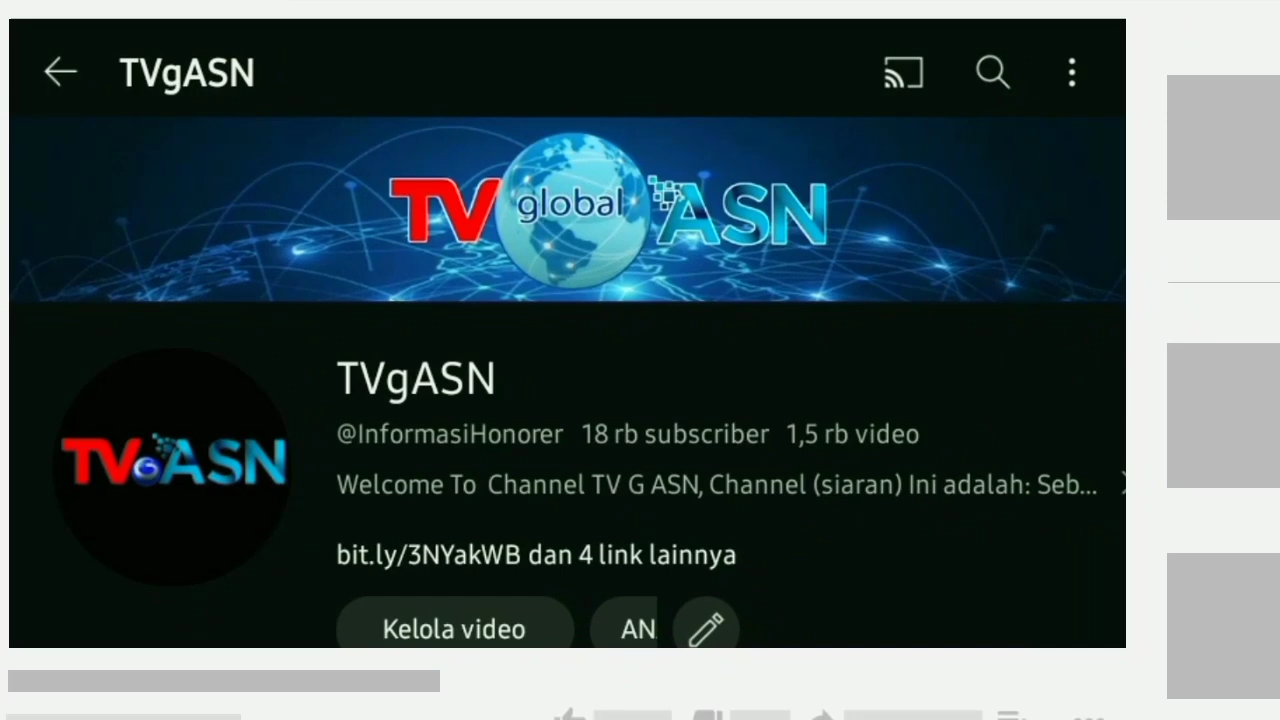 TVgASN
TV global ASN
TVgASN
TVGASN
@InformasiHonorer 18 rb subscriber 1,5 rb video
Welcome To Channel TV G ASN, Channel (siaran) Ini adalah: Seb...
bit.ly/3NYakWB dan 4 link lainnya
Kelola video
AN